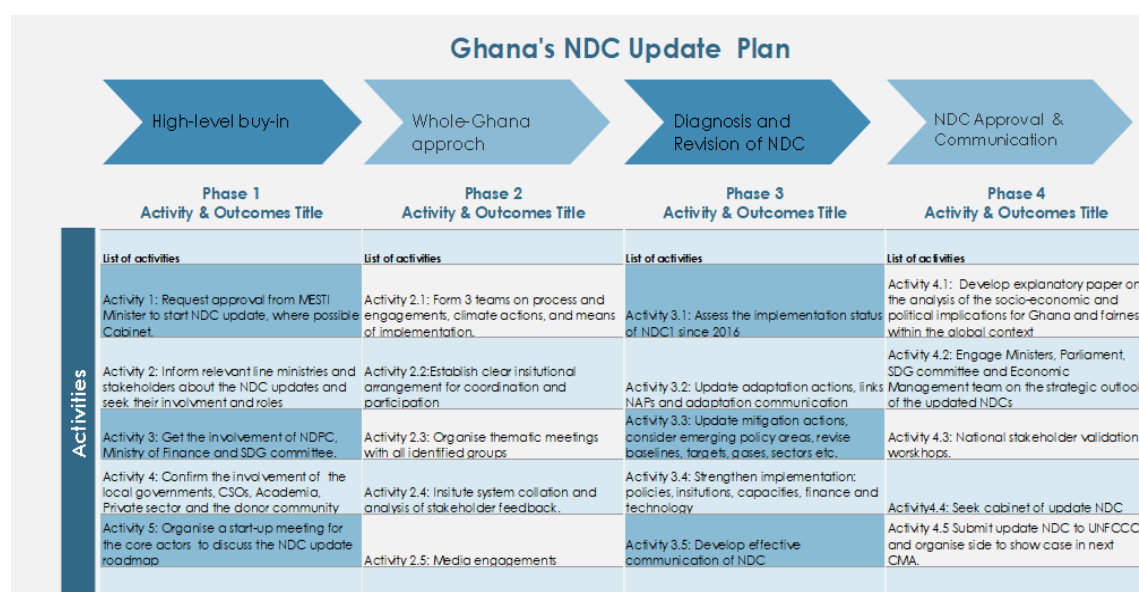 Ghana's NDC Update Plan
High-level buy-in
Whole-Ghana
approch
Diagnosis and
Revision of NDC
NDC Approval &
Communication
Phase 1
Activity & Outcomes Title
Phase 2
Activity & Outcomes Title
Phase 3
Activity & Outcomes Title
Phase 4
Activity & Outcomes Title
Activities
List of activities
Activity 1: Request approval from MESTI
Minister to start NDC update, where possible
Cabinet.
Activity 2: Inform relevant line ministries and
stakeholders about the NDC updates and
seek their involvment and roles
Activity 3: Get the involvement of NDPC,
Ministry of Finance and SDG committee.
Activity 4: Confirm the involvement of the
local governments, CSOs, Academia,
Private sector and the donor community
Activity 5: Organise a start-up meeting for
the core actors to discuss the NDC update
roadmap
List of activities
Activity 2.1: Form 3 teams on process and
engagements, climate actions, and means
of implementation.
Activity 2.2:Establish clear insitutional
arrangement for coordination and
participation
Activity 2.3: Organise thematic meetings
with all identified groups
Activity 2.4: Insitute system collation and
analysis of stakeholder feedback.
Activity 2.5: Media engagements
List of activities
Activity 3.1: Assess the implementation status
of NDC1 since 2016
Activity 3.2: Update adaptation actions, links
NAPs and adaptation communication
Activity 3.3: Update mitigation actions,
consider emerging policy areas, revise
baselines, targets, gases, sectors etc.
Activity 3.4: Strengthen implementation:
policies, insitutions, capacities, finance and
technology
Activity 3.5: Develop effective
communication of NDC
List of activities
Activity 4.1: Develop explanatory paper on
the analysis of the socio-economic and
political implications for Ghana and fairness
within the global context
Activity 4.2: Engage Ministers, Parliament,
SDG committee and Economic
Management team on the strategic outlook
of the updated NDCs
Activity 4.3: National stakeholder validation
worskhops.
Activity4.4: Seek cabinet of update NDC
Activity 4.5 Submit update NDC to UNFCCC
and organise side to show case in next
CMA.